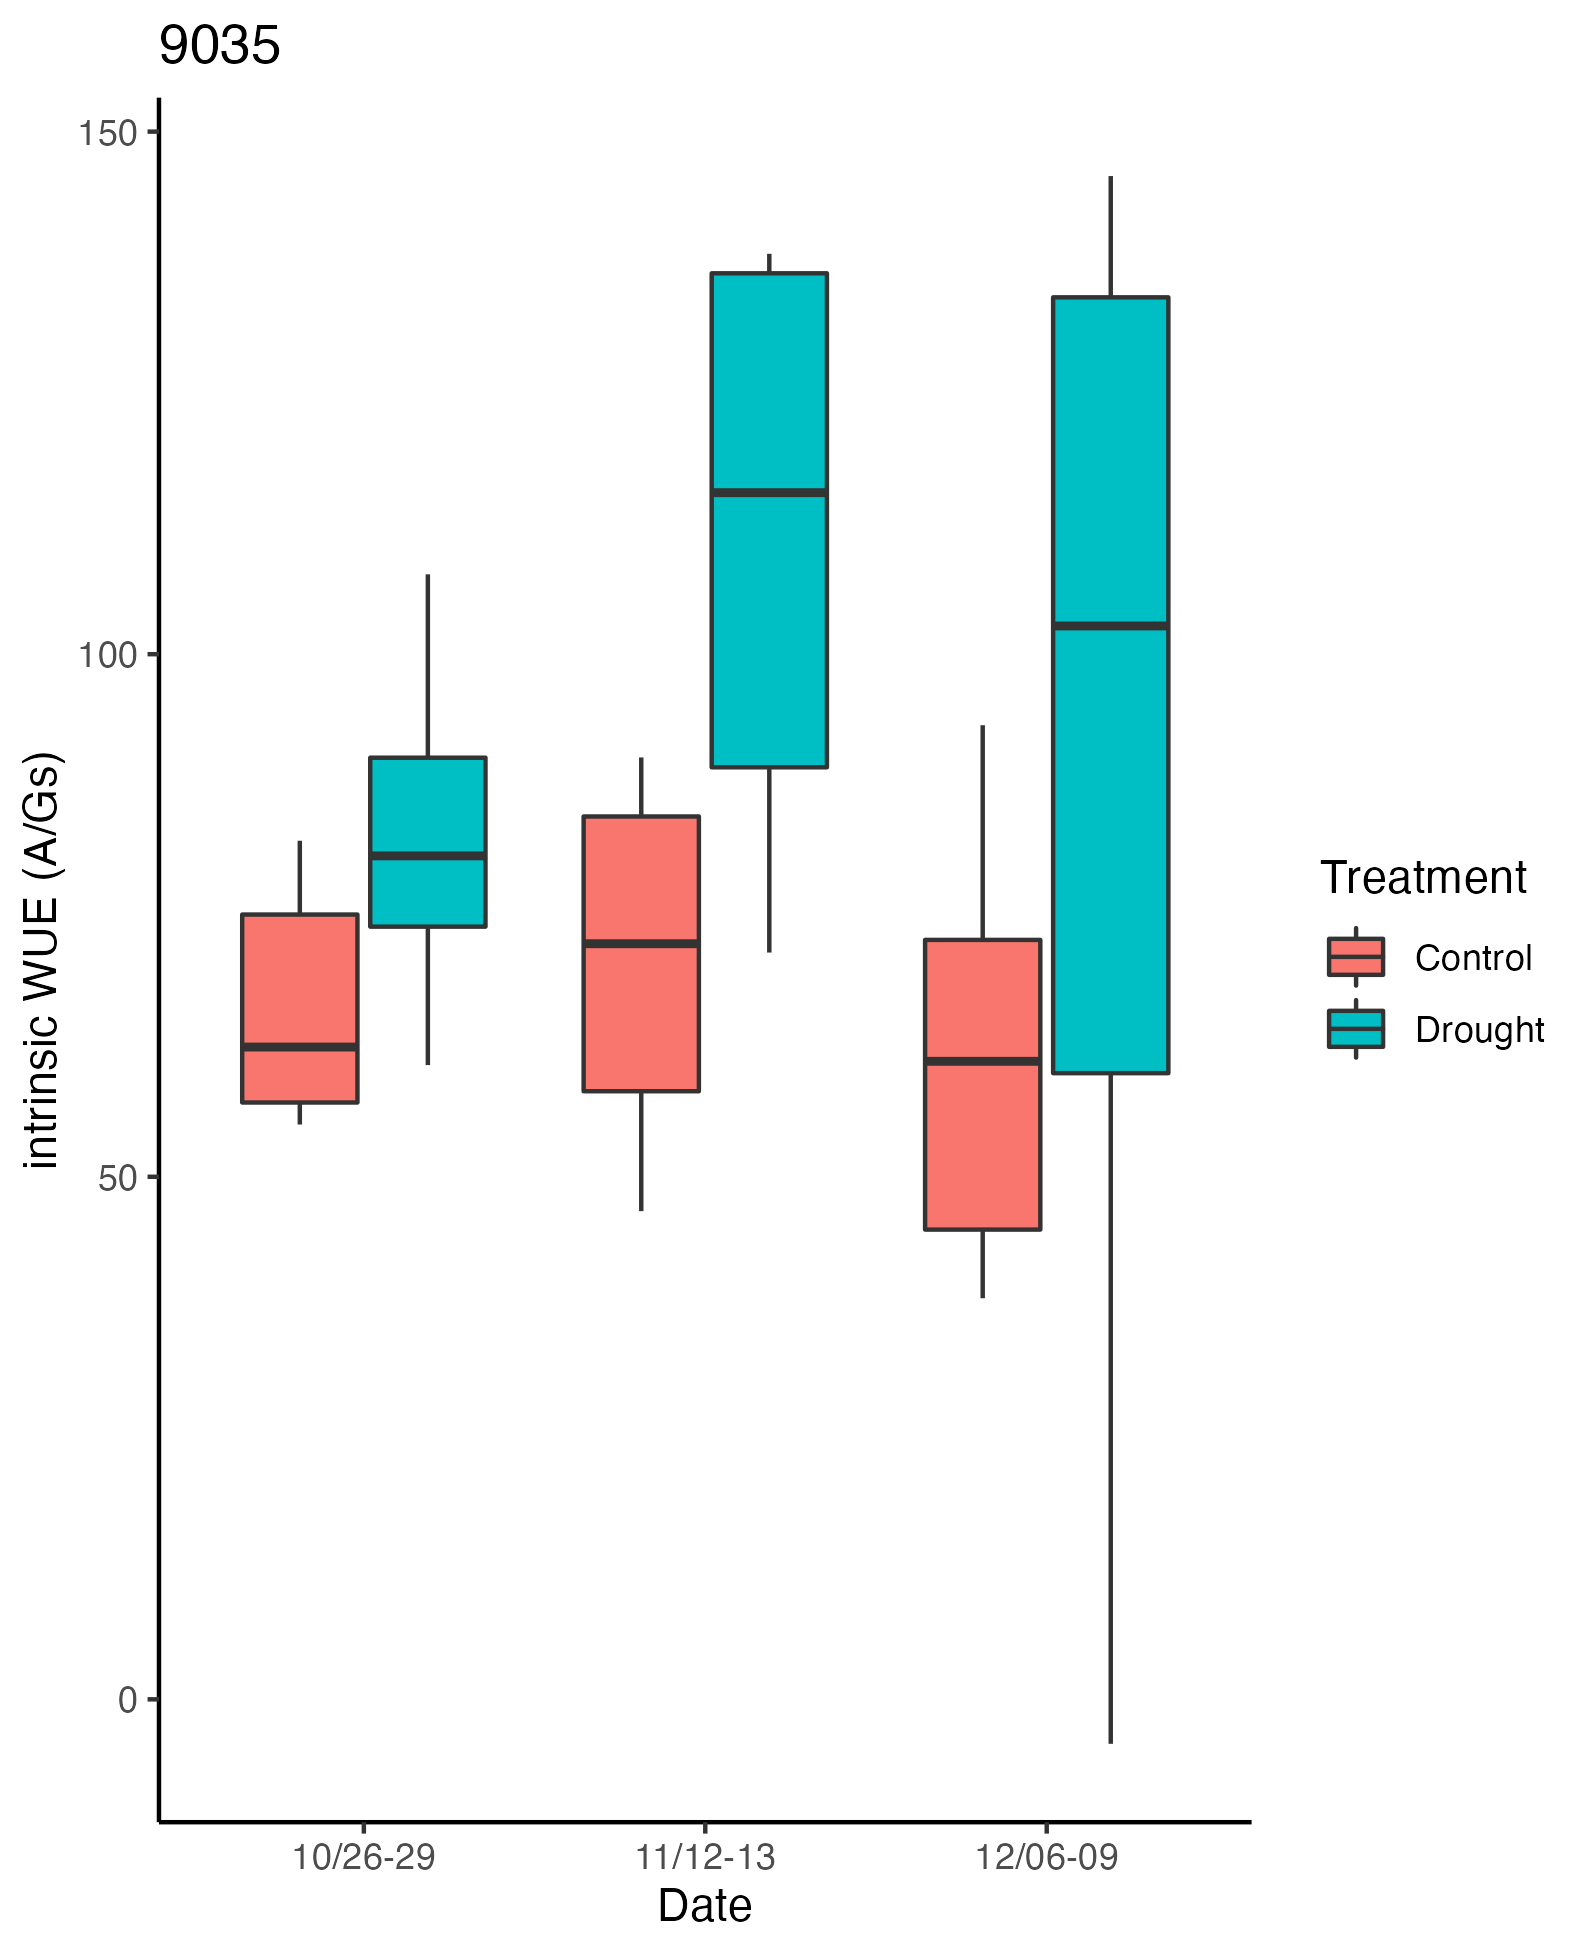 9035
150
100
50
0
intrinsic WUE (A/Gs)
10/26-29
11/12-13
12/06-09
Date
Treatment
Control
Drought